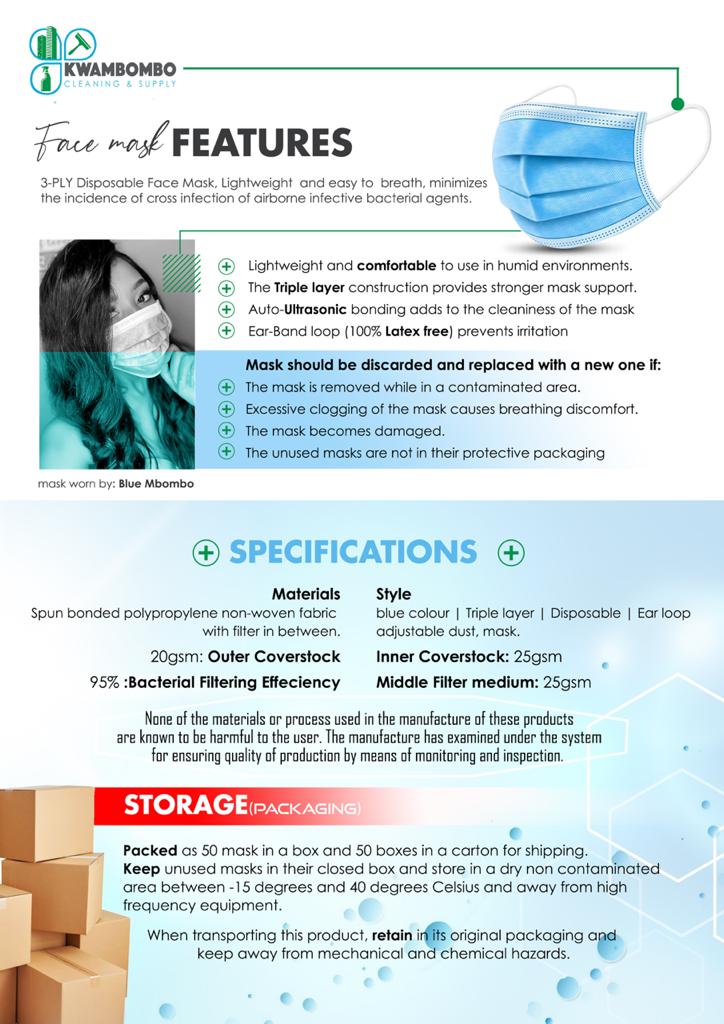 KWAMBOMBO
CLEANING & SUPPLY
Face mask FEATURES
3-PLY Disposable Face Mask, Lightweight and easy to breath, minimizes
the incidence of cross infection of airborne infective bacterial agents.
Lightweight and comfortable to use in humid environments.
The Triple layer construction provides stronger mask support.
Auto-Ultrasonic bonding adds to the cleaniness of the mask
Ear-Band loop (100% Latex free) prevents irritation
Mask should be discarded and replaced with a new one if:
The mask is removed while in a contaminated area.
Excessive clogging of the mask causes breathing discomfort.
The mask becomes damaged.
The unused masks are not in their protective packaging
mask worn by: Blue Mbombo
SPECIFICATIONS
Materials
Spun bonded polypropylene non-woven fabric
with filter in between.
20gsm: Outer Coverstock
95% :Bacterial Filtering Effeciency
Style
blue colour | Triple layer | Disposable | Ear loop
adjustable dust, mask.
Inner Coverstock: 25gsm
Middle Filter medium: 25gsm
None of the materials or process used in the manufacture of these products
are known to be harmful to the user. The manufacture has examined under the system
for ensuring quality of production by means of monitoring and inspection.
STORAGE(PACKAGING)
Packed as 50 mask in a box and 50 boxes in a carton for shipping.
Keep unused masks in their closed box and store in a dry non contaminated
area between -15 degrees and 40 degrees Celsius and away from high
frequency equipment.
When transporting this product, retain in its original packaging and
keep away from mechanical and chemical hazards.